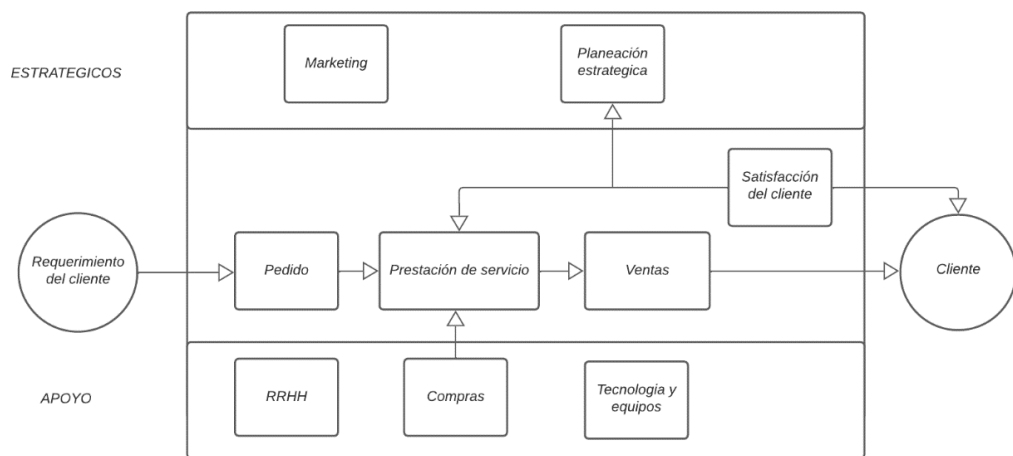 ESTRATEGICOS
Marketing
Planeación
estrategica
Satisfacción
del cliente
Requerimiento
del cliente
Pedido
Prestación de servicio
Ventas
Cliente
APOYO
RRHH
Compras
Tecnologia y
equipos